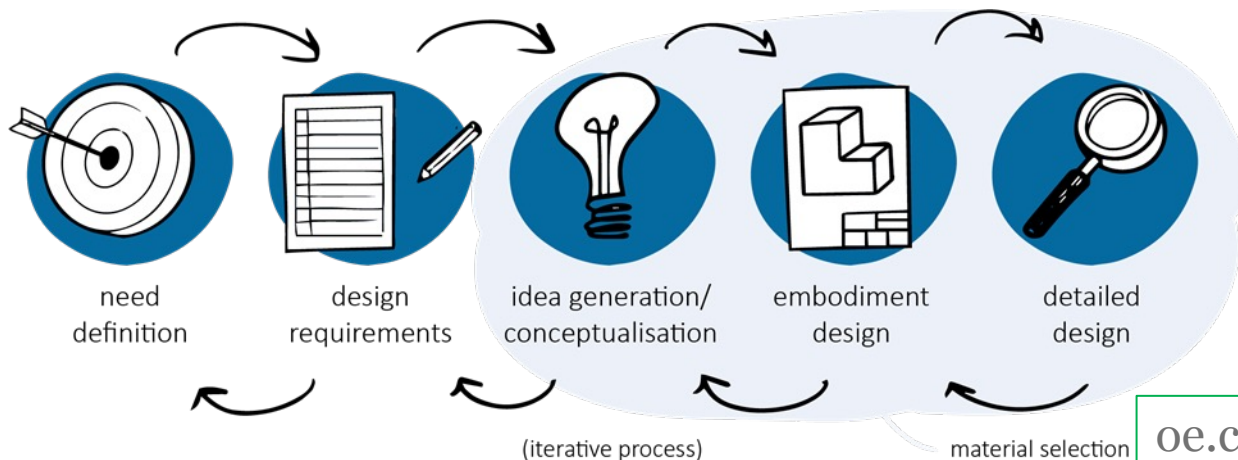 need
definition
design
requirements
idea generation/
conceptualisation
embodiment
design
detailed
design
(iterative process)
material selection
oe.c